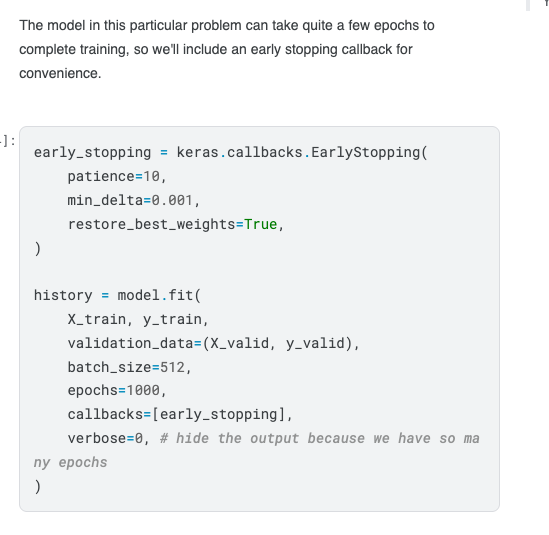 The model in this particular problem can take quite a few epochs to
complete training, so we'll include an early stopping callback for
convenience.
]:
early_stopping = keras.callbacks.EarlyStopping(
    patience=10,
    min_delta=0.001,
    restore_best_weights=True,
)

history = model.fit(
    X_train, y_train,
    validation_data=(X_valid, y_valid),
    batch_size=512,
    epochs=1000,
    callbacks=[early_stopping],
    verbose=0, # hide the output because we have so ma
ny epochs
)